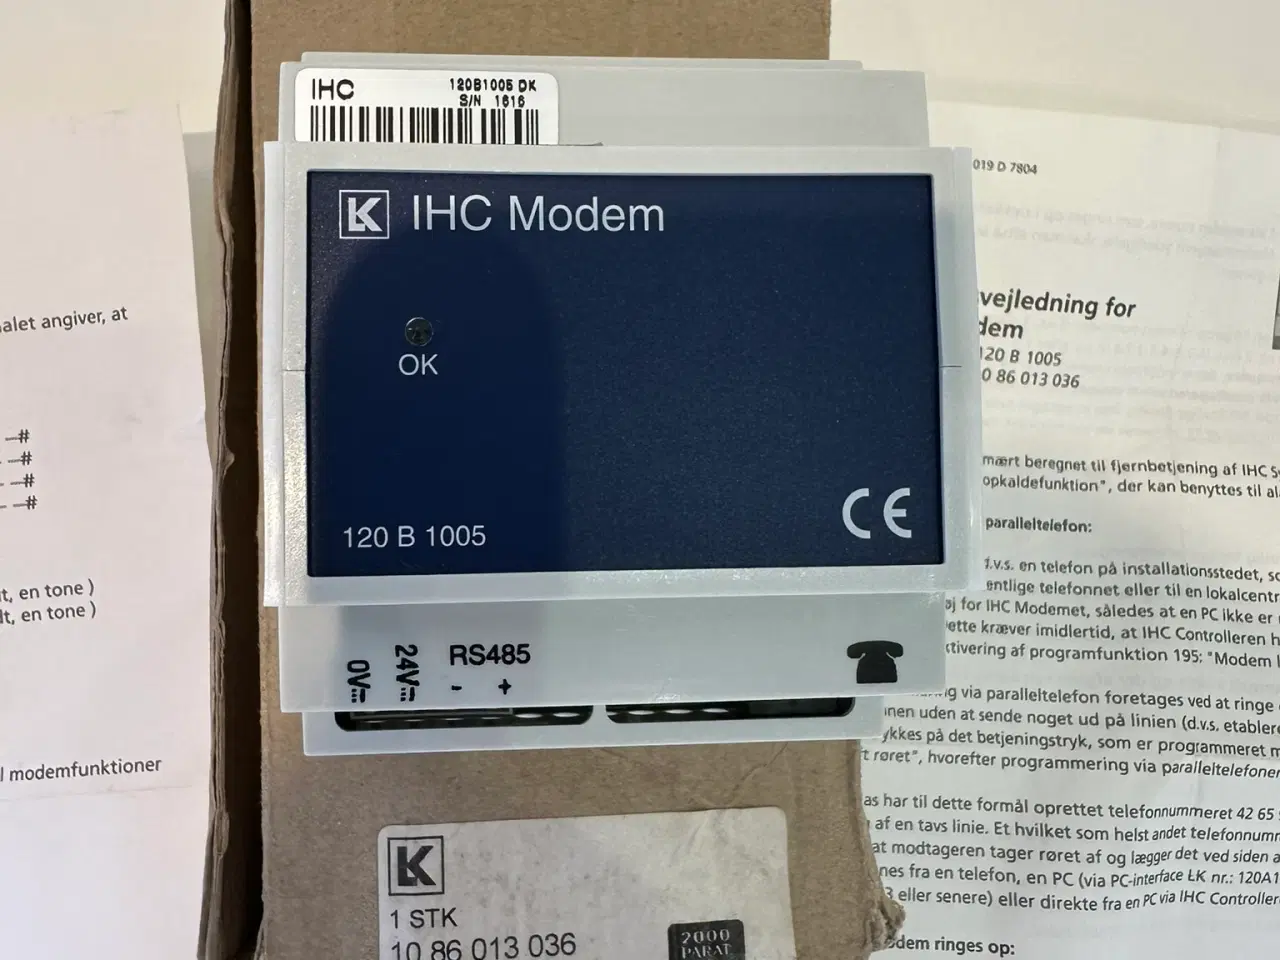 IHC
120B1005 DK
S/N 1616
LK IHC Modem
OK
120 B 1005
CE
0V
24V
RS485
- +
LK
1 STK
10 86 013 036
2000
PARAT
alet angiver, at
--#
--#
--#
--#
t, en tone )
dt, en tone )
l modemfunktioner
019 D 7804
vejledning for
dem
120 B 1005
0 86 013 036
mært beregnet til fjernbetjening af IHC S
opkaldefunktion", der kan benyttes til al
paralleltelefon:
f.v.s. en telefon på installationsstedet, s
entlige telefonnet eller til en lokalcentr
øj for IHC Modemet, således at en PC ikke er
ette kræver imidlertid, at IHC Controlleren h
ktivering af programfunktion 195: "Modem l
ng via paralleltelefon foretages ved at ringe
nen uden at sende noget ud på linien (d.v.s. etablere
ykkes på det betjeningstryk, som er programmeret m
t røret", hvorefter programmering via paralleltelefone
as har til dette formål oprettet telefonnummeret 42 65
af en tavs linie. Et hvilket som helst andet telefonnum
at modtageren tager røret af og lægger det ved siden a
nes fra en telefon, en PC (via PC-interface LK nr.: 120A1
3 eller senere) eller direkte fra en PC via IHC Controller
dem ringes op: